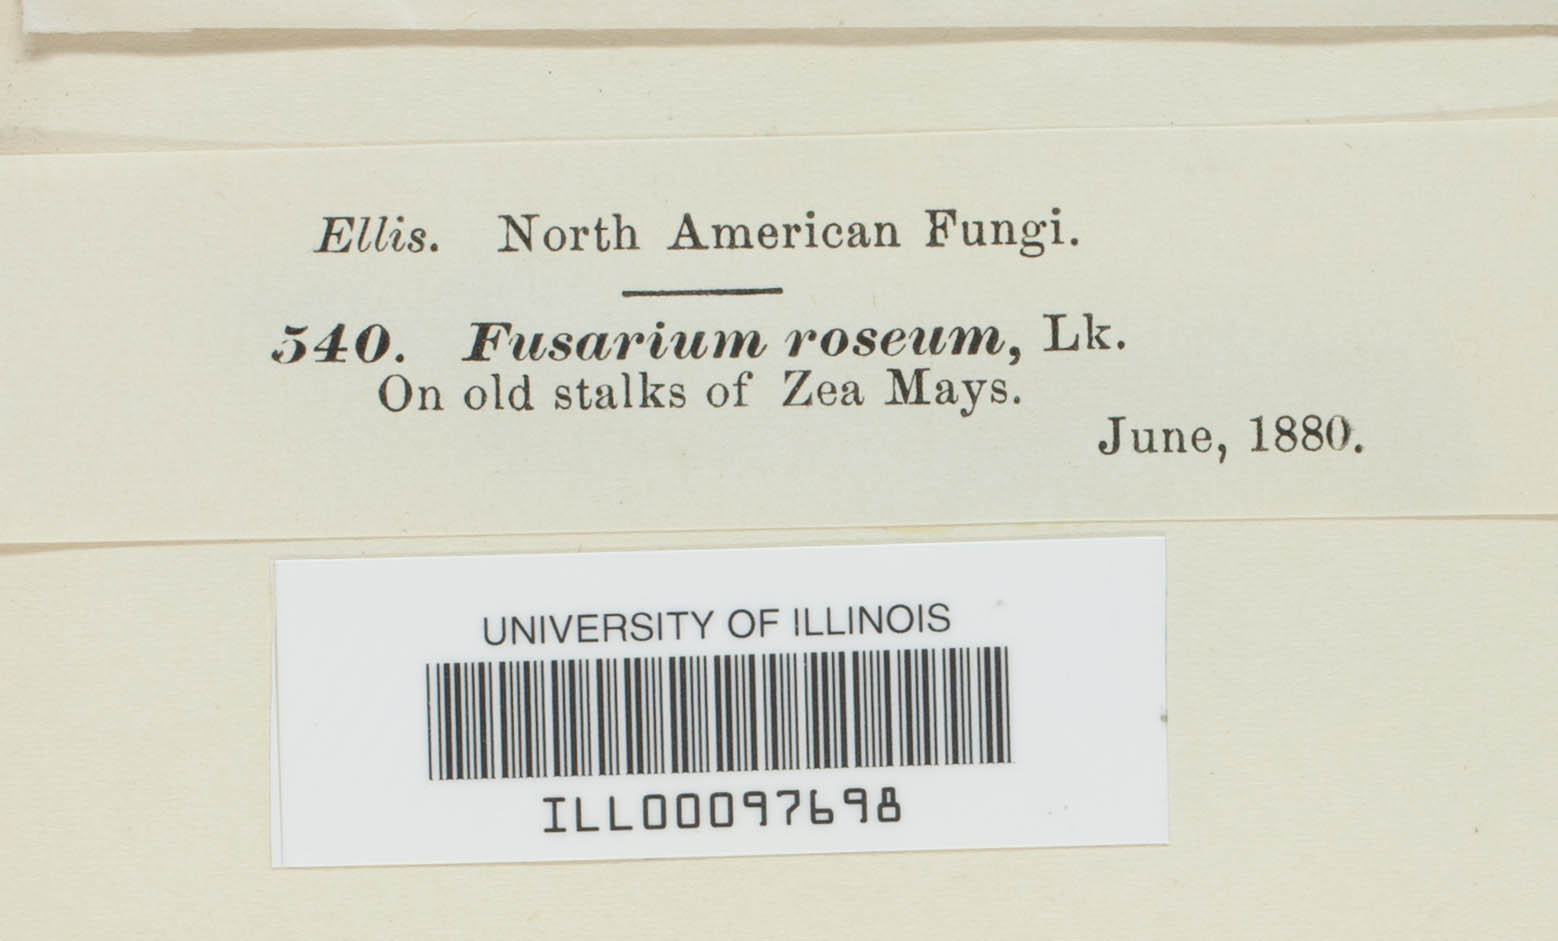 Ellis. North American Fungi.
540. Fusarium roseum, Lk.
On old stalks of Zea Mays.
June, 1880.
UNIVERSITY OF ILLINOIS
ILL00097698